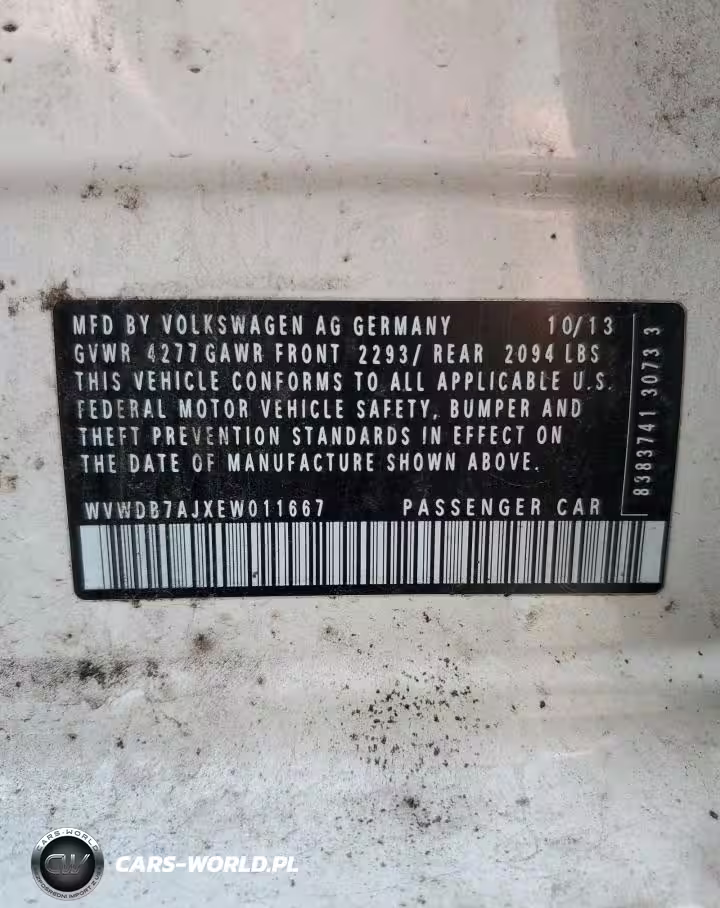 MFD BY VOLKSWAGEN AG GERMANY 10/13
GVWR 4277 GAWR FRONT 2293/ REAR 2094 LBS
THIS VEHICLE CONFORMS TO ALL APPLICABLE U.S.
FEDERAL MOTOR VEHICLE SAFETY, BUMPER AND
THEFT PREVENTION STANDARDS IN EFFECT ON
THE DATE OF MANUFACTURE SHOWN ABOVE.
WVWDB7AJXEW011667 PASSENGER CAR
8383741 3073 3
CARS-WORLD
CW
CARS-WORLD.PL